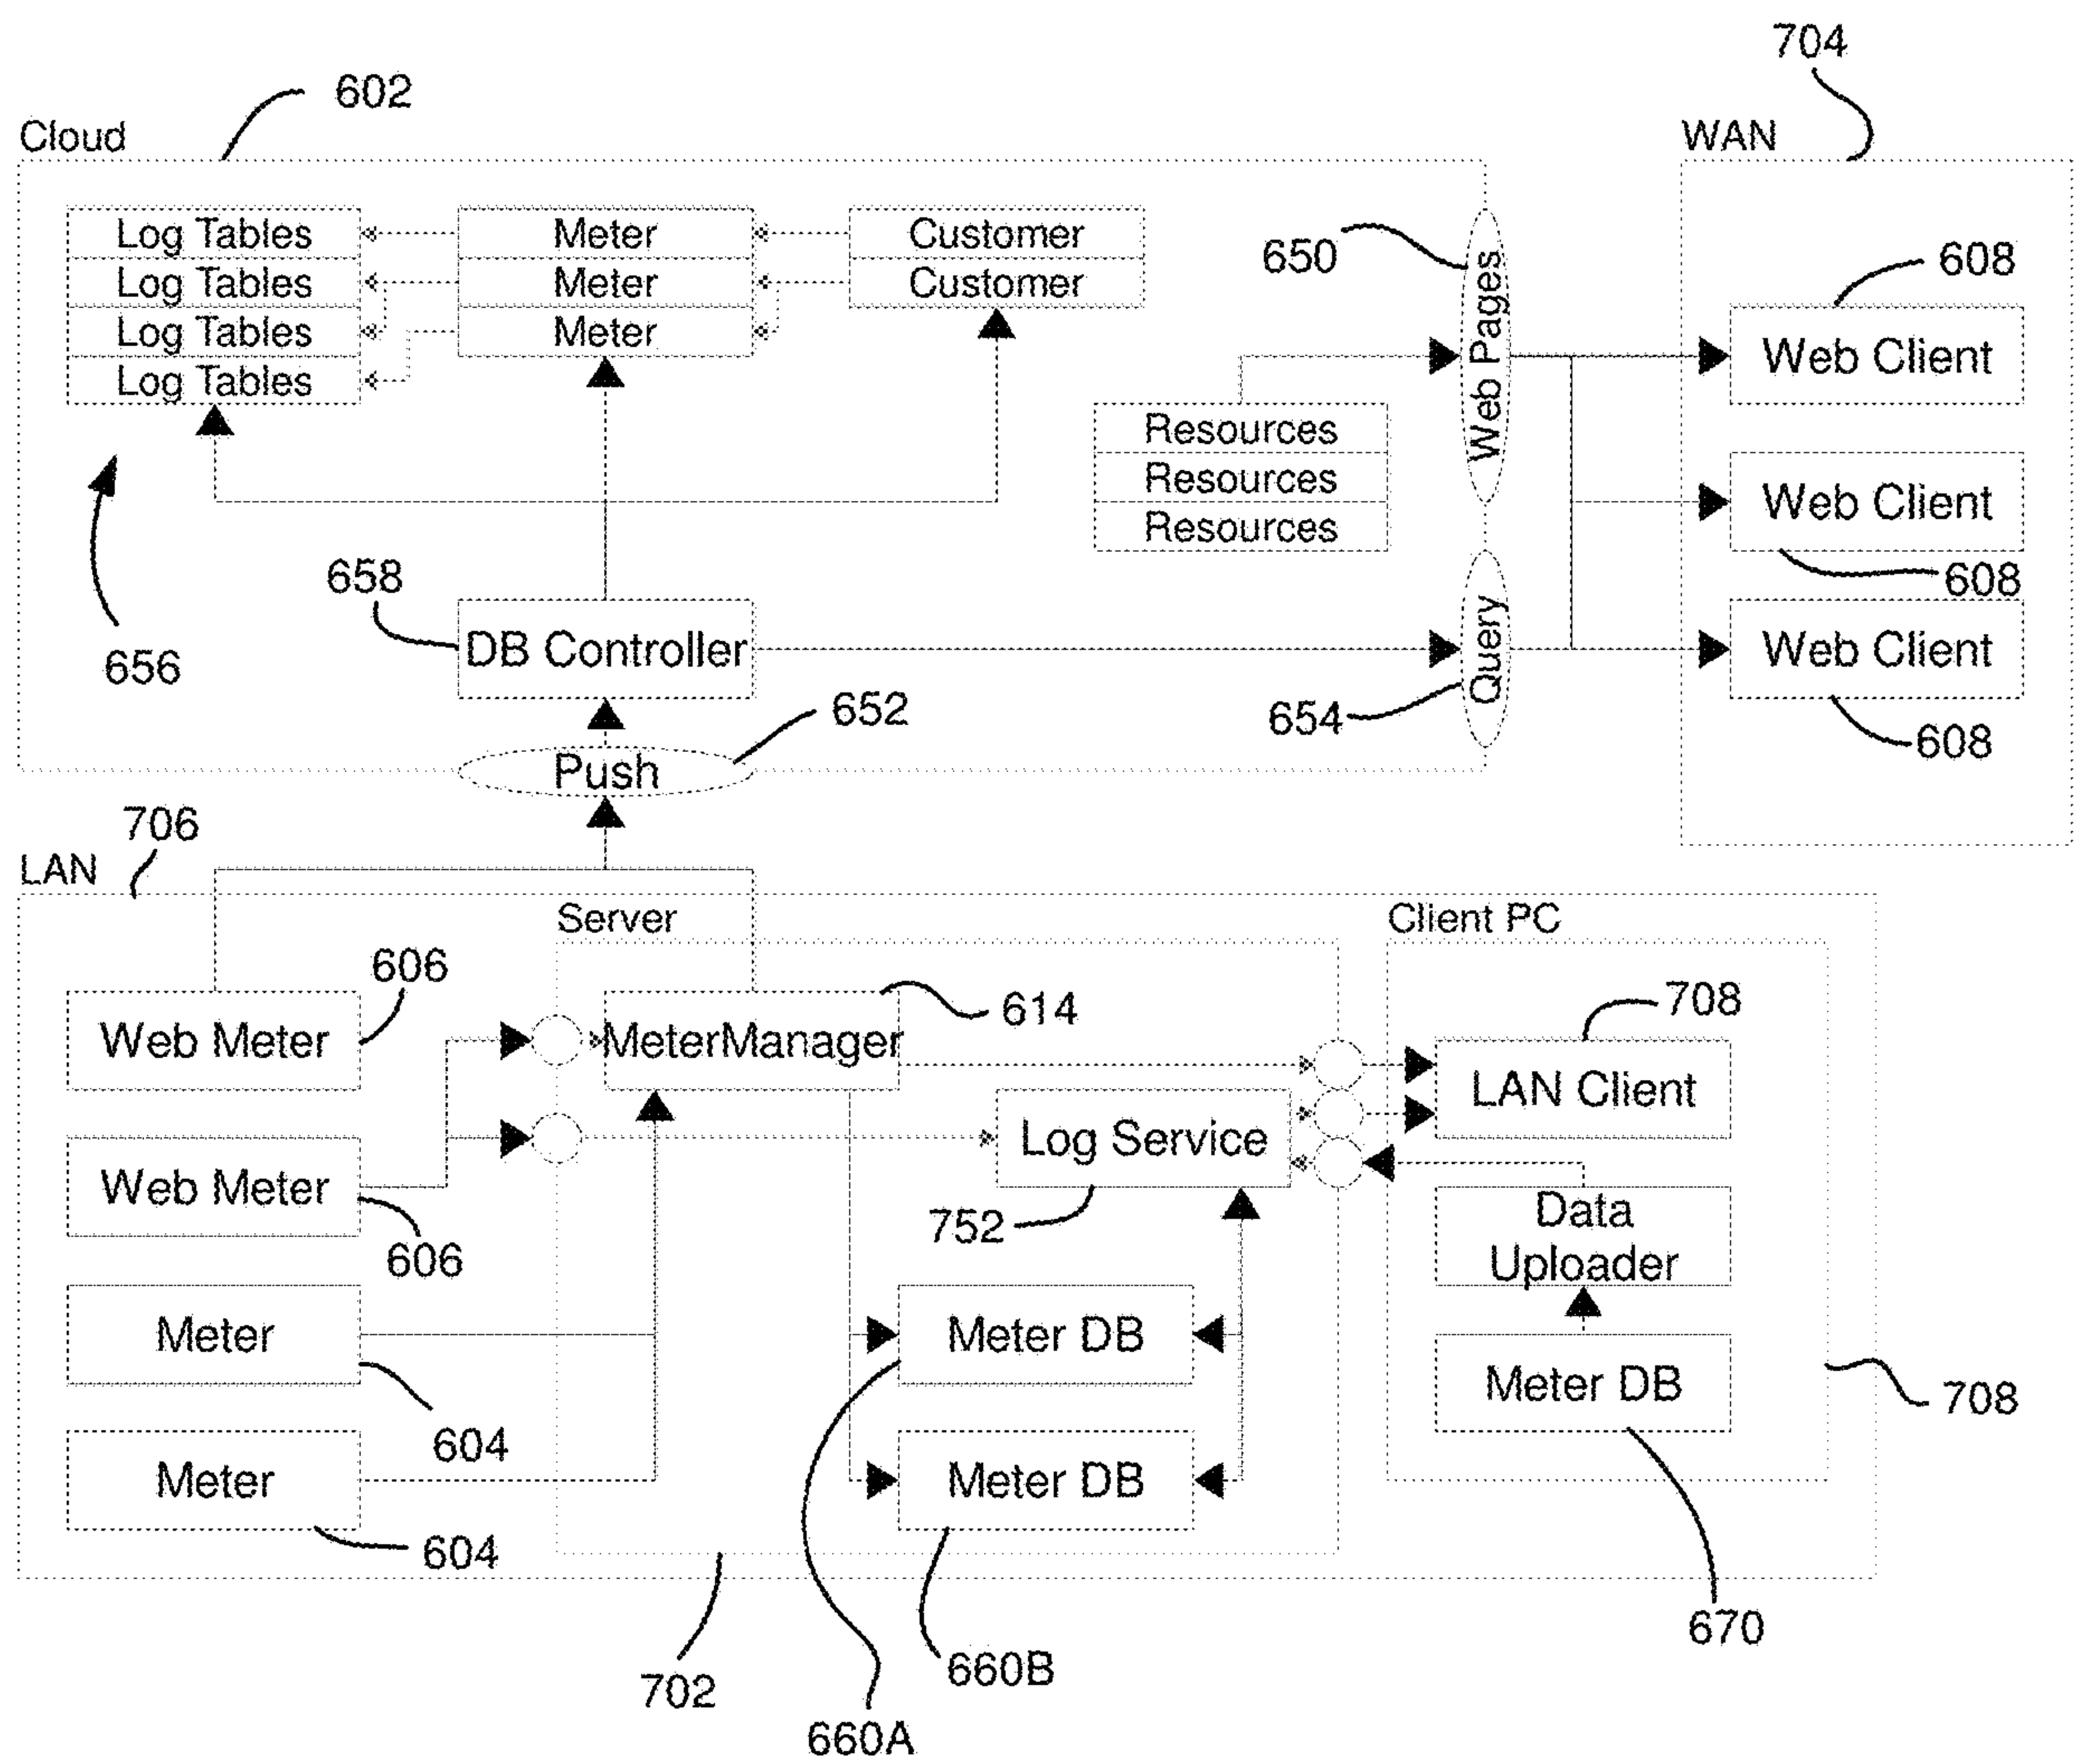 704
602
Cloud
WAN
Log Tables
Meter
Customer
Log Tables
Meter
Customer
Log Tables
Meter
Log Tables
650
Web Pages
608
Web Client
Resources
Resources
Resources
Web Client
608
658
656
DB Controller
654
Query
Web Client
608
652
Push
706
LAN
Server
Client PC
606
Web Meter
MeterManager
614
708
LAN Client
Web Meter
606
Log Service
752
Data
Uploader
Meter
604
Meter DB
Meter DB
708
Meter
604
Meter DB
670
702
660B
660A